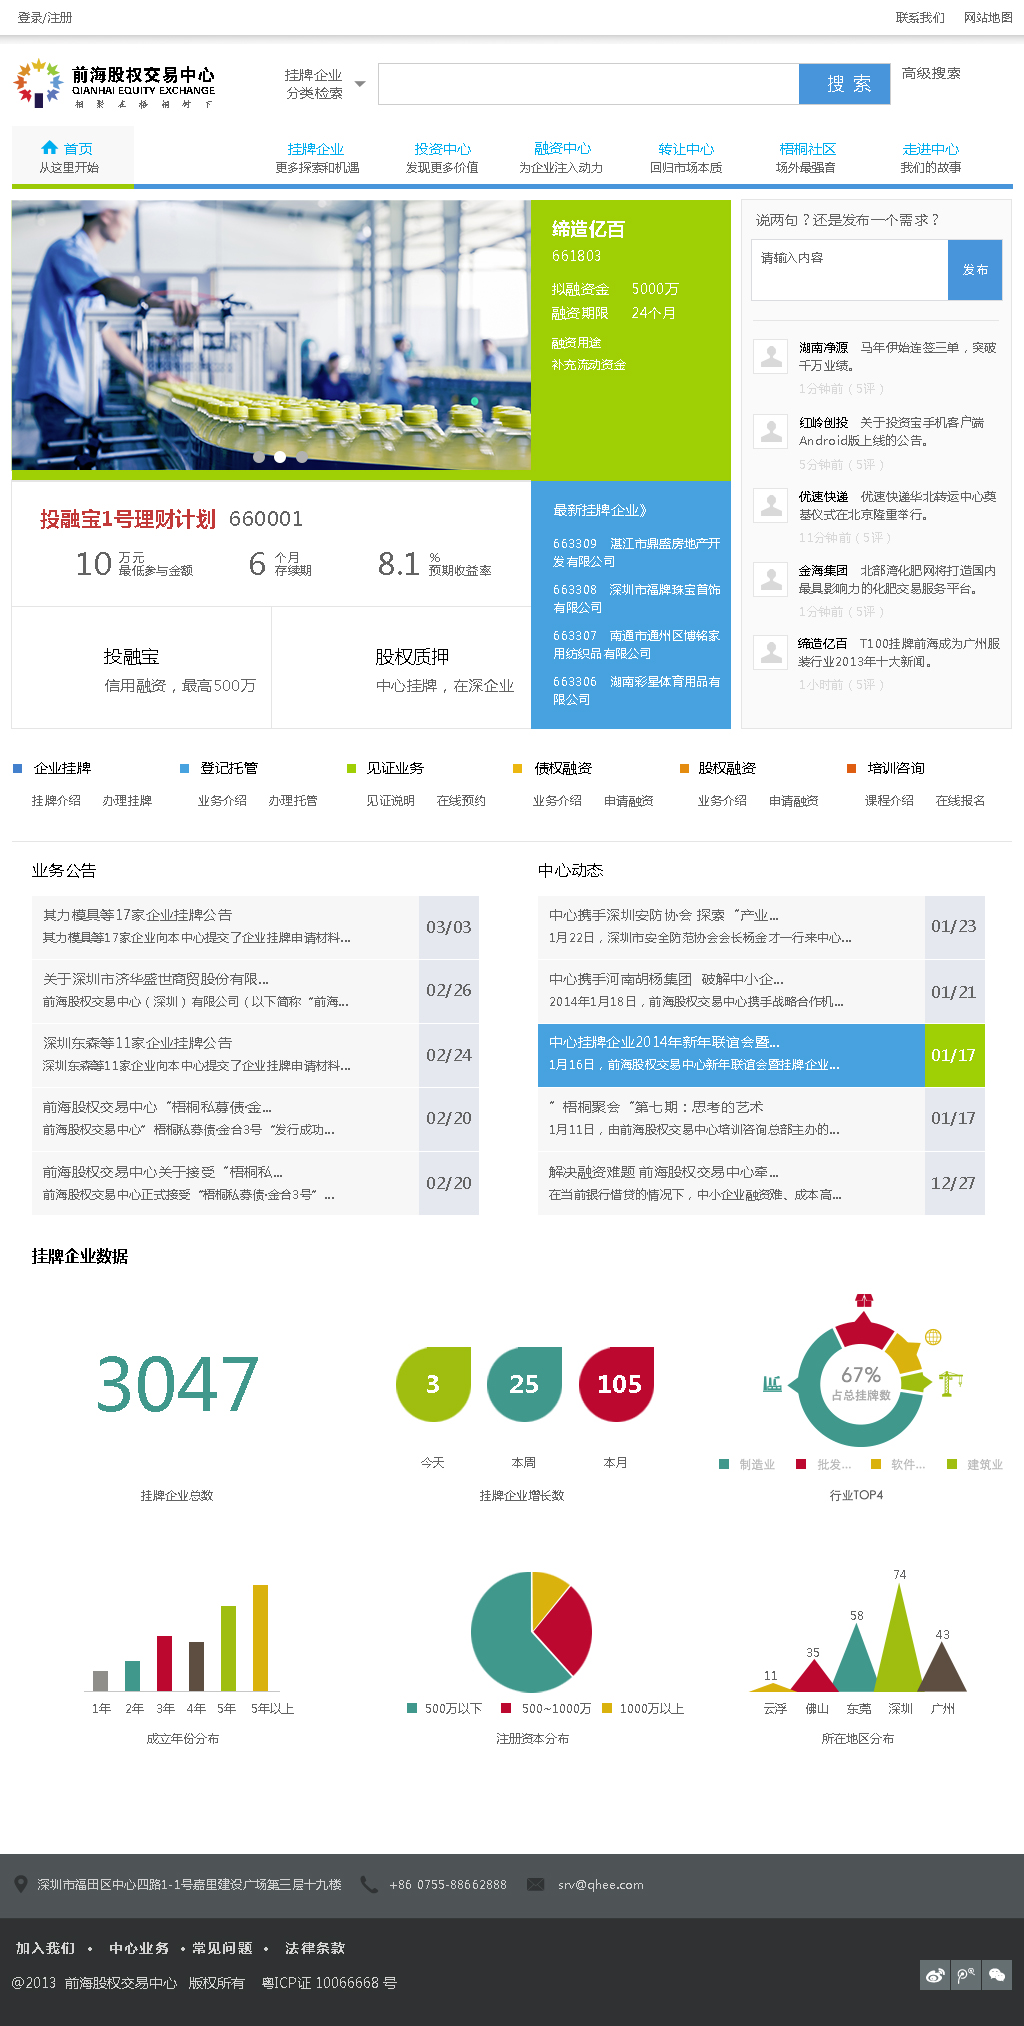 登录/注册
联系我们 网站地图
前海股权交易中心
QIANHAI EQUITY EXCHANGE
相聚在梧桐树下
挂牌企业
分类检索
搜 索
高级搜索
首页 挂牌企业 投资中心 融资中心 转让中心 梧桐社区 走进中心
从这里开始 更多探索和机遇 发现更多价值 为企业注入动力 回归市场本质 场外最强音 我们的故事
缔造亿百
661803
拟融资金 5000万
融资期限 24个月
融资用途
补充流动资金
说两句？还是发布一个需求？
请输入内容
发布
湖南净源 马年伊始连签三单，突破
千万业绩。
1分钟前（5评）
红岭创投 关于投资宝手机客户端
Android版上线的公告。
5分钟前（5评）
优速快递 优速快递华北转运中心奠
基仪式在北京隆重举行。
11分钟前（5评）
金海集团 北部湾化肥网将打造国内
最具影响力的化肥交易服务平台。
1分钟前（5评）
缔造亿百 T100挂牌前海成为广州服
装行业2013年十大新闻。
1小时前（5评）
投融宝1号理财计划 660001
10 万元 最低参与金额
6 个月 存续期
8.1 % 预期收益率
投融宝
信用融资，最高500万
股权质押
中心挂牌，在深企业
最新挂牌企业》
663309 湛江市鼎盛房地产开
发有限公司
663308 深圳市福牌珠宝首饰
有限公司
663307 南通市通州区博铭家
用纺织品有限公司
663306 湖南彩星体育用品有
限公司
企业挂牌 登记托管 见证业务 债权融资 股权融资 培训咨询
挂牌介绍 办理挂牌 业务介绍 办理托管 见证说明 在线预约 业务介绍 申请融资 业务介绍 申请融资 课程介绍 在线报名
业务公告
其力模具等17家企业挂牌公告
其力模具等17家企业向本中心提交了企业挂牌申请材料...
03/03
关于深圳市济华盛世商贸股份有限...
前海股权交易中心（深圳）有限公司（以下简称“前海...
02/26
深圳东森等11家企业挂牌公告
深圳东森等11家企业向本中心提交了企业挂牌申请材料...
02/24
前海股权交易中心“梧桐私募债·金...
前海股权交易中心”梧桐私募债·金台3号“发行成功...
02/20
前海股权交易中心关于接受“梧桐私...
前海股权交易中心正式接受“梧桐私募债·金台3号”...
02/20
中心动态
中心携手深圳安防协会 探索“产业...
1月22日，深圳市安全防范协会会长杨金才一行来中心...
01/23
中心携手河南胡杨集团 破解中小企...
2014年1月18日，前海股权交易中心携手战略合作机...
01/21
中心挂牌企业2014年新年联谊会暨...
1月16日，前海股权交易中心新年联谊会暨挂牌企业...
01/17
”梧桐聚会“第七期：思考的艺术
1月11日，由前海股权交易中心培训咨询总部主办的...
01/17
解决融资难题 前海股权交易中心牵...
在当前银行借贷的情况下，中小企业融资难、成本高...
12/27
挂牌企业数据
3047
挂牌企业总数
3 25 105
今天 本周 本月
挂牌企业增长数
67%
占总挂牌数
制造业 批发... 软件... 建筑业
行业TOP4
1年 2年 3年 4年 5年 5年以上
成立年份分布
500万以下 500~1000万 1000万以上
注册资本分布
11 35 58 74 43
云浮 佛山 东莞 深圳 广州
所在地区分布
深圳市福田区中心四路1-1号嘉里建设广场第三层十九楼 +86 0755-88662888 srv@qhee.com
加入我们 • 中心业务 • 常见问题 • 法律条款
@2013 前海股权交易中心 版权所有 粤ICP证 10066668 号